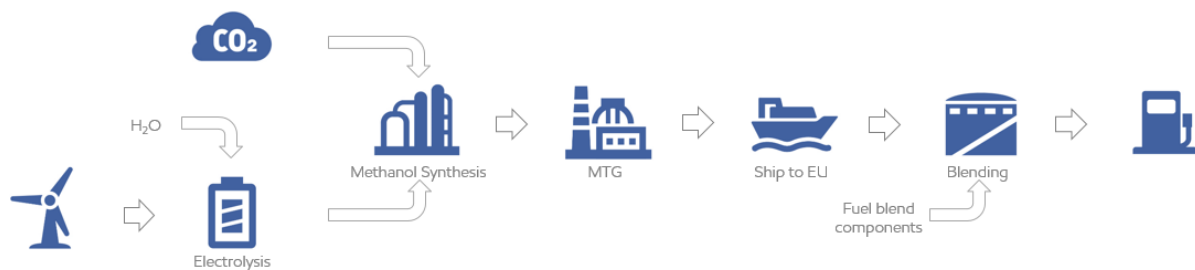 CO₂
H₂O
Methanol Synthesis
MTG
Ship to EU
Blending
Electrolysis
Fuel blend
components